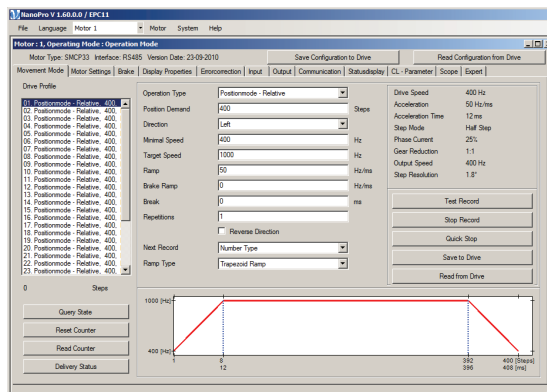 NanoPro V 1.60.0.0 / EPC11
File Language Motor 1 Motor System Help
Motor : 1, Operating Mode : Operation Mode
Motor Type: SMCP33 Interface: RS485 Version Date: 23-09-2010 Save Configuration to Drive Read Configuration from Drive
Movement Mode Motor Settings Brake Display Properties Errorcorrection Input Output Communication Statusdisplay CL - Parameter Scope Expert
Drive Profile
01. Positionmode - Relative, 400,
02. Positionmode - Relative, 400,
03. Positionmode - Relative, 400,
04. Positionmode - Relative, 400,
05. Positionmode - Relative, 400,
06. Positionmode - Relative, 400,
07. Positionmode - Relative, 400,
08. Positionmode - Relative, 400,
09. Positionmode - Relative, 400,
10. Positionmode - Relative, 400,
11. Positionmode - Relative, 400,
12. Positionmode - Relative, 400,
13. Positionmode - Relative, 400,
14. Positionmode - Relative, 400,
15. Positionmode - Relative, 400,
16. Positionmode - Relative, 400,
17. Positionmode - Relative, 400,
18. Positionmode - Relative, 400,
19. Positionmode - Relative, 400,
20. Positionmode - Relative, 400,
21. Positionmode - Relative, 400,
22. Positionmode - Relative, 400,
23. Positionmode - Relative, 400,
0 Steps
Query State
Reset Counter
Read Counter
Delivery Status
Operation Type Positionmode - Relative
Position Demand 400 Steps
Direction Left
Minimal Speed 400 Hz
Target Speed 1000 Hz
Ramp 50 Hz/ms
Brake Ramp 0 Hz/ms
Break 0 ms
Repetitions 1
Reverse Direction
Next Record Number Type
Ramp Type Trapezoid Ramp
Drive Speed 400 Hz
Acceleration 50 Hz/ms
Acceleration Time 12 ms
Step Mode Half Step
Phase Current 25%
Gear Reduction 1:1
Output Speed 400 Hz
Step Resolution 1.8°
Test Record
Stop Record
Quick Stop
Save to Drive
Read from Drive
1000 [Hz]
400 [Hz]
1 8 392 400 [Steps]
12 396 408 [ms]